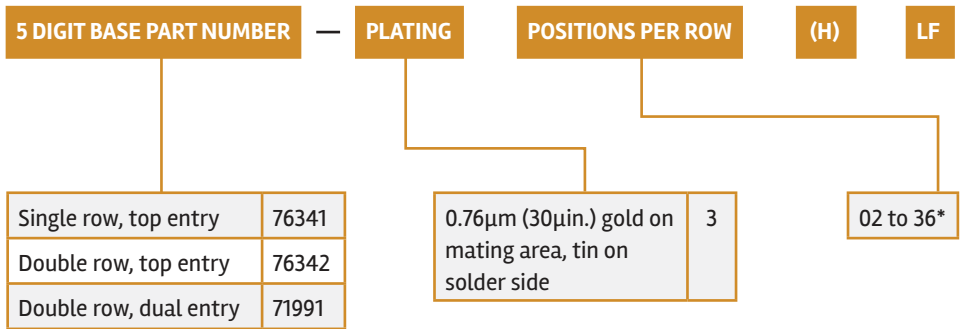 5 DIGIT BASE PART NUMBER — PLATING POSITIONS PER ROW (H) LF
Single row, top entry 76341
Double row, top entry 76342
Double row, dual entry 71991
0.76μm (30μin.) gold on 3
mating area, tin on
solder side
02 to 36*